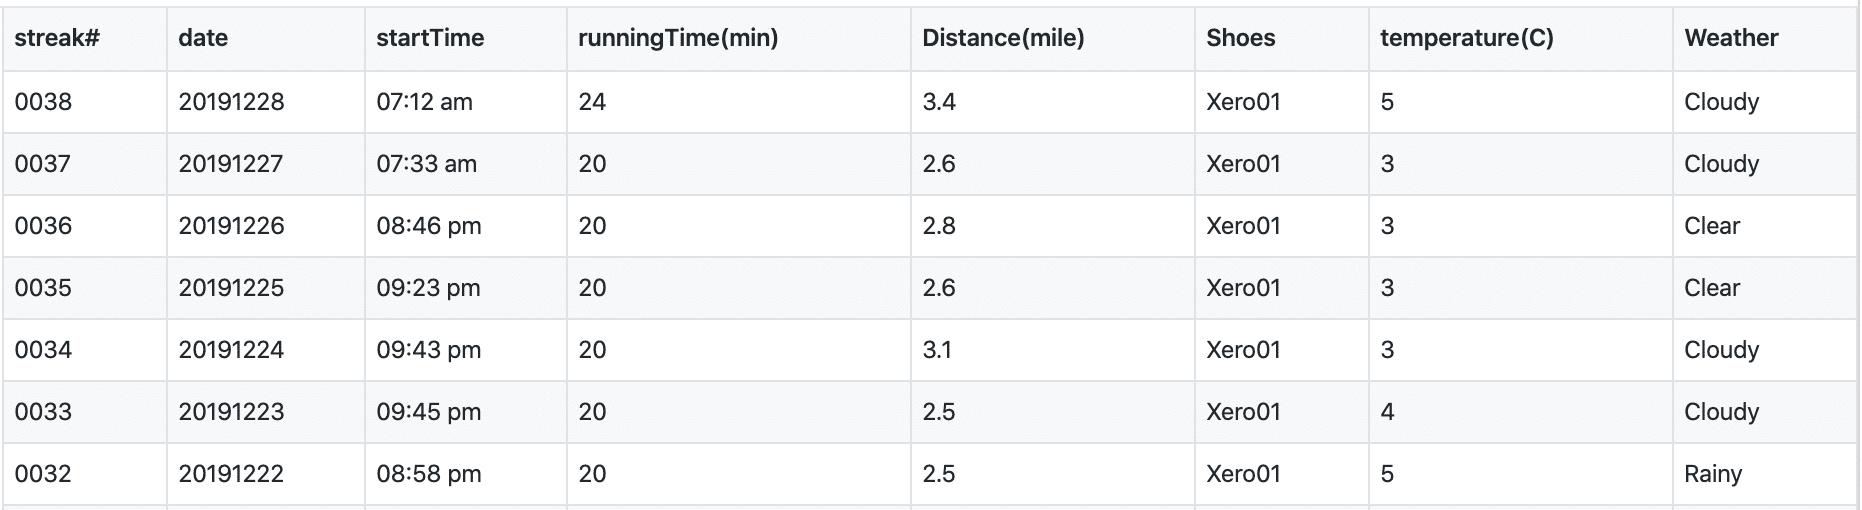 streak# date startTime runningTime(min) Distance(mile) Shoes temperature(C) Weather
0038 20191228 07:12 am 24 3.4 Xero01 5 Cloudy
0037 20191227 07:33 am 20 2.6 Xero01 3 Cloudy
0036 20191226 08:46 pm 20 2.8 Xero01 3 Clear
0035 20191225 09:23 pm 20 2.6 Xero01 3 Clear
0034 20191224 09:43 pm 20 3.1 Xero01 3 Cloudy
0033 20191223 09:45 pm 20 2.5 Xero01 4 Cloudy
0032 20191222 08:58 pm 20 2.5 Xero01 5 Rainy